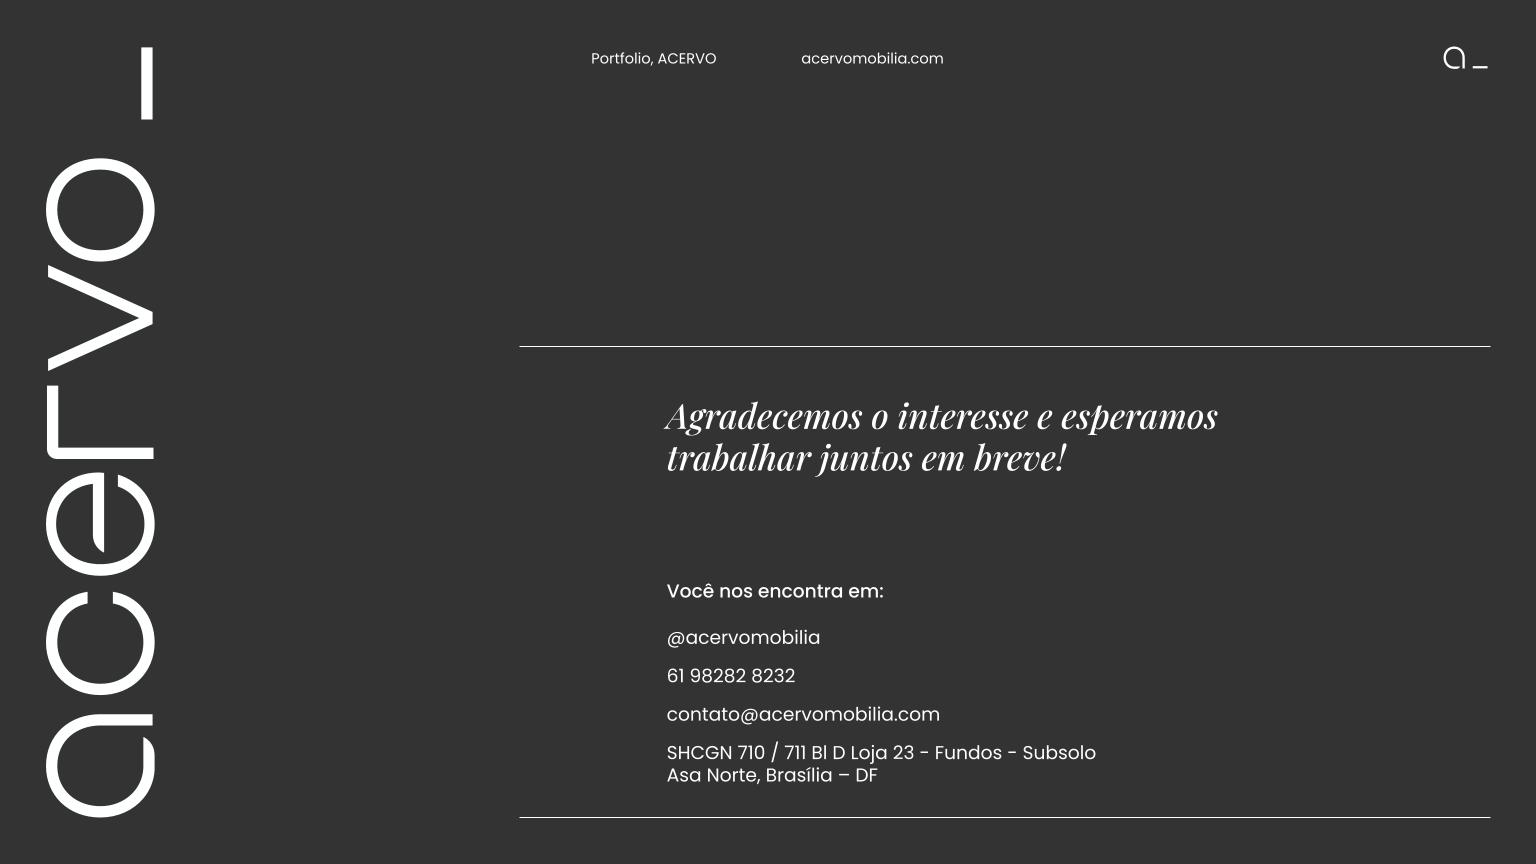 acervo_
Portfolio, ACERVO
acervomobilia.com
a_
Agradecemos o interesse e esperamos
trabalhar juntos em breve!
Você nos encontra em:
@acervomobilia
61 98282 8232
contato@acervomobilia.com
SHCGN 710 / 711 Bl D Loja 23 - Fundos - Subsolo
Asa Norte, Brasília – DF